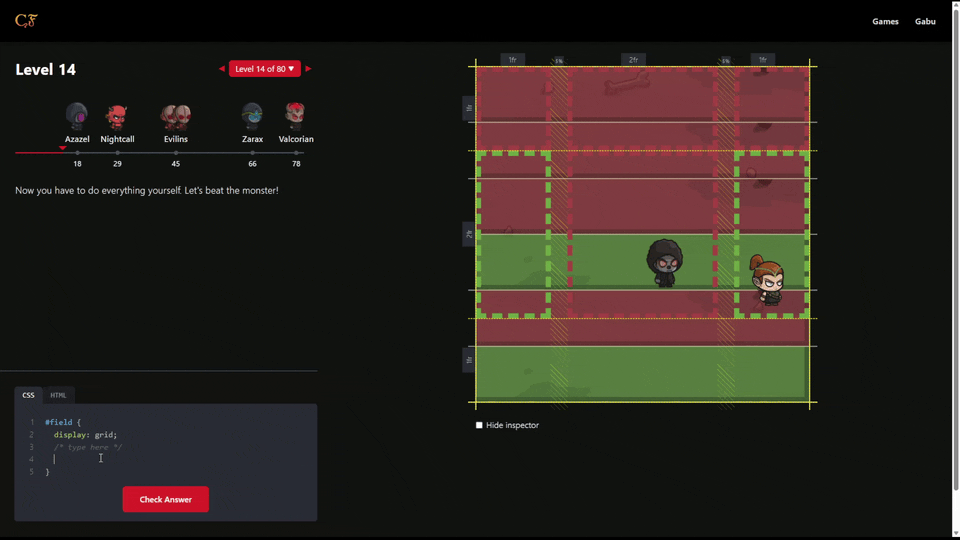 CF
Games
Gabu
Level 14
Level 14 of 80 ▼
Azazel
Nightcall
Evilins
Zarax
Valcorian
18
29
45
66
78
Now you have to do everything yourself. Let's beat the monster!
1fr
5%
2fr
5%
1fr
1fr
2fr
1fr
Hide inspector
CSS
HTML
1 #field {
2 display: grid;
3 /* type here */
4
5 }
Check Answer